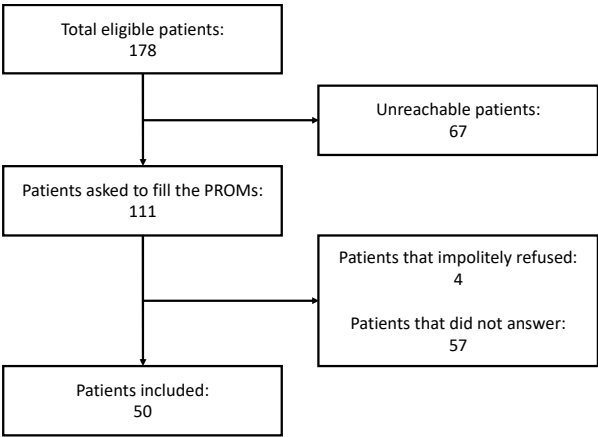 Total eligible patients:
178
Unreachable patients:
67
Patients asked to fill the PROMs:
111
Patients that impolitely refused:
4
Patients that did not answer:
57
Patients included:
50